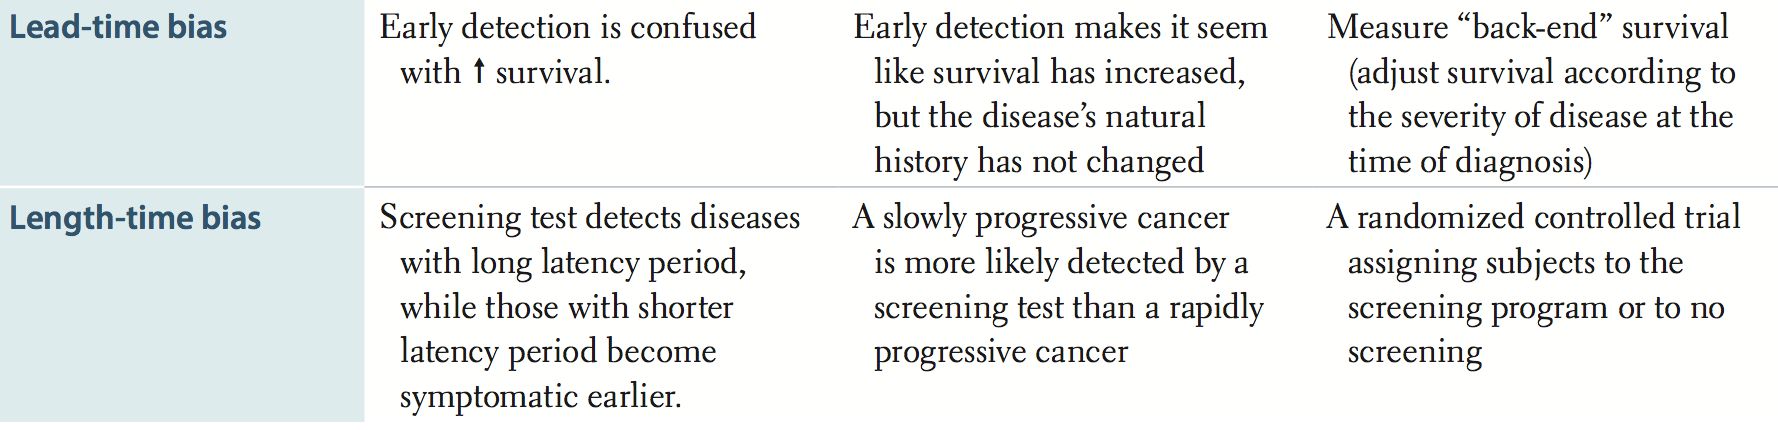 Lead-time bias
Early detection is confused
with ↑ survival.
Early detection makes it seem
like survival has increased,
but the disease’s natural
history has not changed
Measure “back-end” survival
(adjust survival according to
the severity of disease at the
time of diagnosis)
Length-time bias
Screening test detects diseases
with long latency period,
while those with shorter
latency period become
symptomatic earlier.
A slowly progressive cancer
is more likely detected by a
screening test than a rapidly
progressive cancer
A randomized controlled trial
assigning subjects to the
screening program or to no
screening